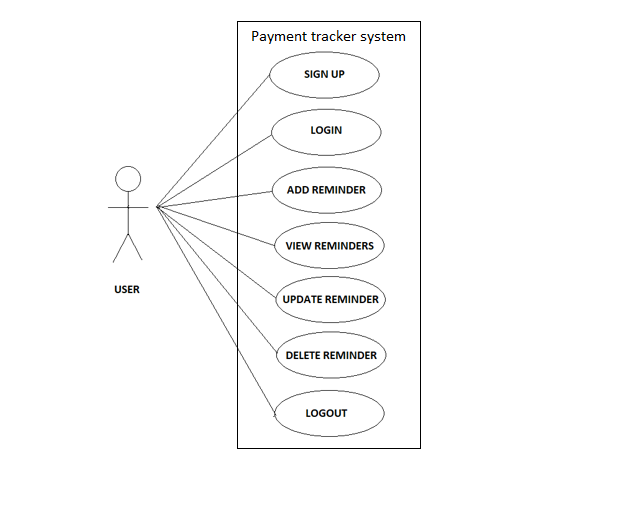 Payment tracker system
SIGN UP
LOGIN
ADD REMINDER
VIEW REMINDERS
UPDATE REMINDER
DELETE REMINDER
LOGOUT
USER